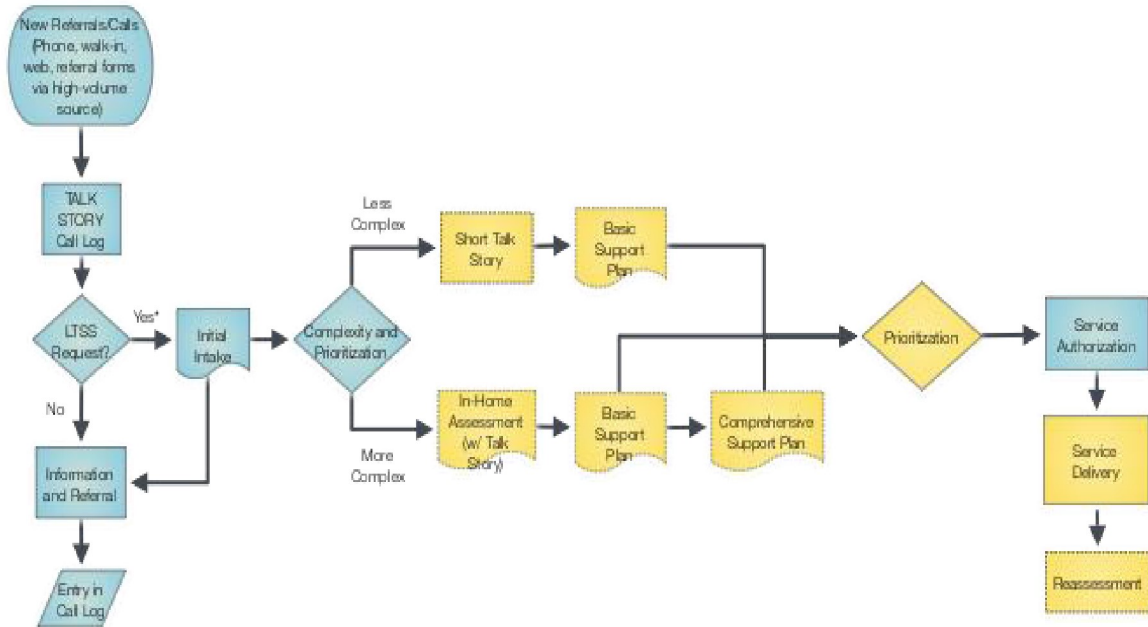 New Referrals/Calls
(Phone, walk-in,
web, referral forms
via high-volume
source)
TALK
STORY
Call Log
LTSS
Request?
Yes*
No
Initial
Intake
Information
and Referral
Entry in
Call Log
Complexity and
Prioritization
Less
Complex
More
Complex
Short Talk
Story
Basic
Support
Plan
In-Home
Assessment
(w/ Talk
Story)
Basic
Support
Plan
Comprehensive
Support Plan
Prioritization
Service
Authorization
Service
Delivery
Reassessment